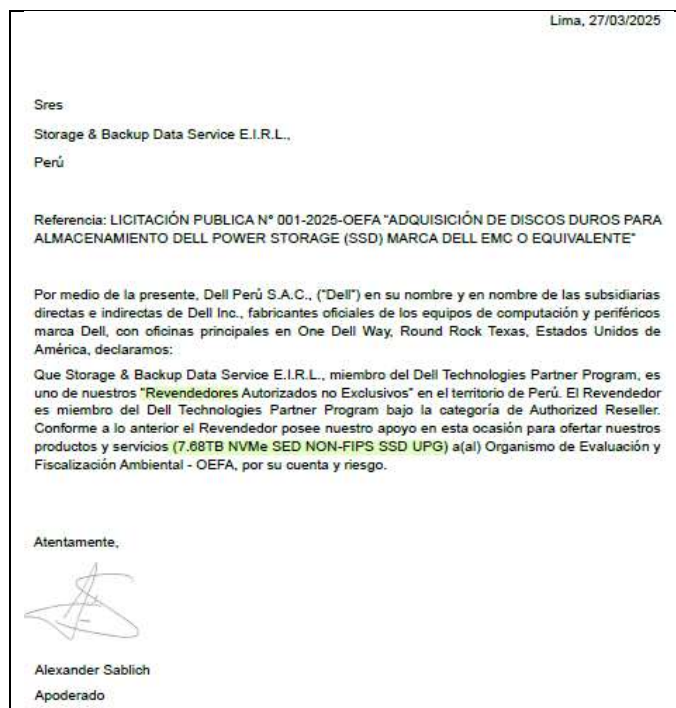 Lima, 27/03/2025
Sres
Storage & Backup Data Service E.I.R.L.,
Perú
Referencia: LICITACIÓN PUBLICA N° 001-2025-OEFA "ADQUISICIÓN DE DISCOS DUROS PARA
ALMACENAMIENTO DELL POWER STORAGE (SSD) MARCA DELL EMC O EQUIVALENTE"
Por medio de la presente, Dell Perú S.A.C., ("Dell") en su nombre y en nombre de las subsidiarias
directas e indirectas de Dell Inc., fabricantes oficiales de los equipos de computación y periféricos
marca Dell, con oficinas principales en One Dell Way, Round Rock Texas, Estados Unidos de
América, declaramos:
Que Storage & Backup Data Service E.I.R.L., miembro del Dell Technologies Partner Program, es
uno de nuestros "Revendedores Autorizados no Exclusivos" en el territorio de Perú. El Revendedor
es miembro del Dell Technologies Partner Program bajo la categoría de Authorized Reseller.
Conforme a lo anterior el Revendedor posee nuestro apoyo en esta ocasión para ofertar nuestros
productos y servicios (7.68TB NVMe SED NON-FIPS SSD UPG) a(al) Organismo de Evaluación y
Fiscalización Ambiental - OEFA, por su cuenta y riesgo.
Atentamente,
Alexander Sablich
Apoderado